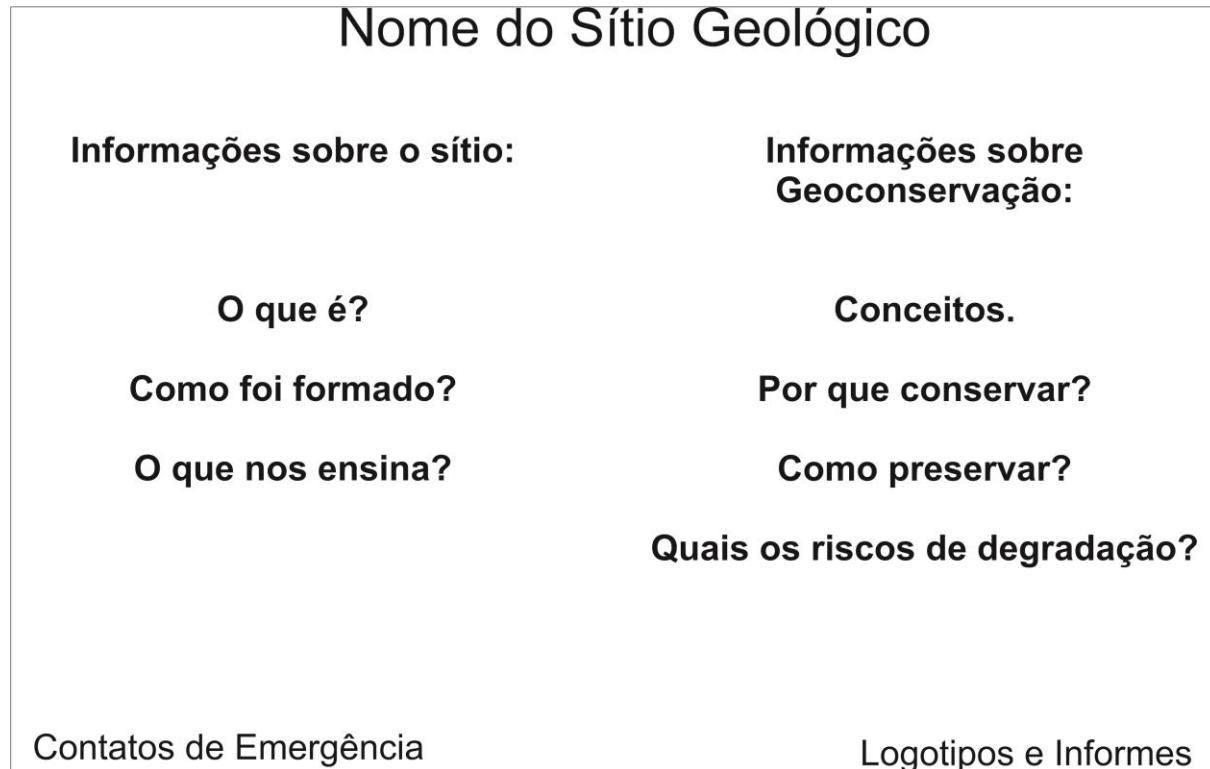 Nome do Sítio Geológico
Informações sobre o sítio:
O que é?
Como foi formado?
O que nos ensina?
Informações sobre
Geoconservação:
Conceitos.
Por que conservar?
Como preservar?
Quais os riscos de degradação?
Contatos de Emergência
Logotipos e Informes